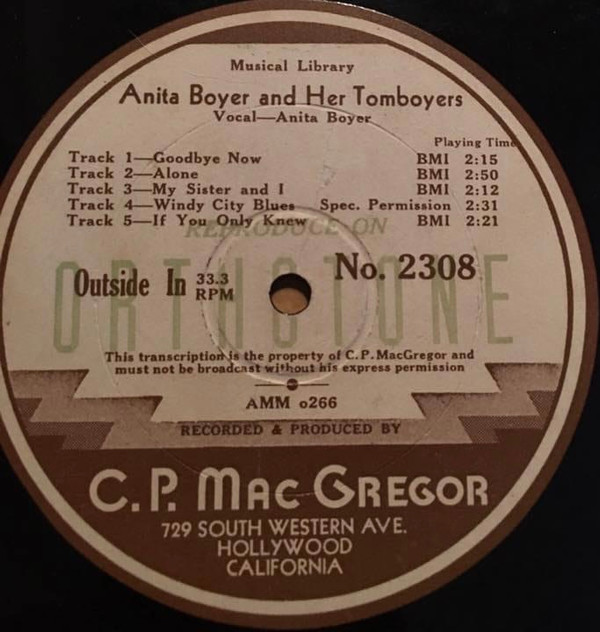 Musical Library
Anita Boyer and Her Tomboyers
Vocal—Anita Boyer
Playing Time
Track 1—Goodbye Now BMI 2:15
Track 2—Alone BMI 2:50
Track 3—My Sister and I BMI 2:12
Track 4—Windy City Blues Spec. Permission 2:31
Track 5—If You Only Knew BMI 2:21
REPRODUCE ON
ORTHOTONE
Outside In 33.3 RPM No. 2308
This transcription is the property of C.P.MacGregor and
must not be broadcast without his express permission
AMM 0266
RECORDED & PRODUCED BY
C.P. MAC GREGOR
729 SOUTH WESTERN AVE.
HOLLYWOOD
CALIFORNIA